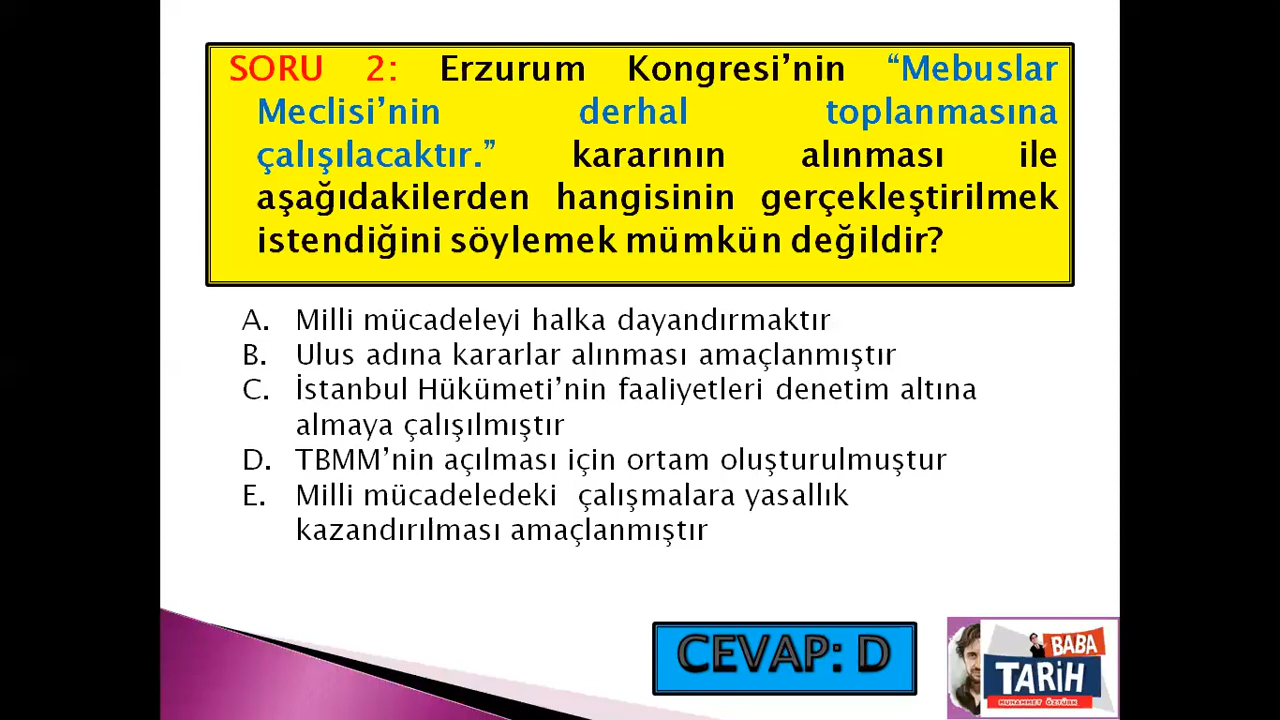 SORU 2: Erzurum Kongresi’nin “Mebuslar
Meclisi’nin derhal toplanmasına
çalışılacaktır.” kararının alınması ile
aşağıdakilerden hangisinin gerçekleştirilmek
istendiğini söylemek mümkün değildir?
A. Milli mücadeleyi halka dayandırmaktır
B. Ulus adına kararlar alınması amaçlanmıştır
C. İstanbul Hükümeti’nin faaliyetleri denetim altına
almaya çalışılmıştır
D. TBMM’nin açılması için ortam oluşturulmuştur
E. Milli mücadeledeki çalışmalara yasallık
kazandırılması amaçlanmıştır
CEVAP: D
BABA
TARİH
MUHAMMET ÖZTÜRK